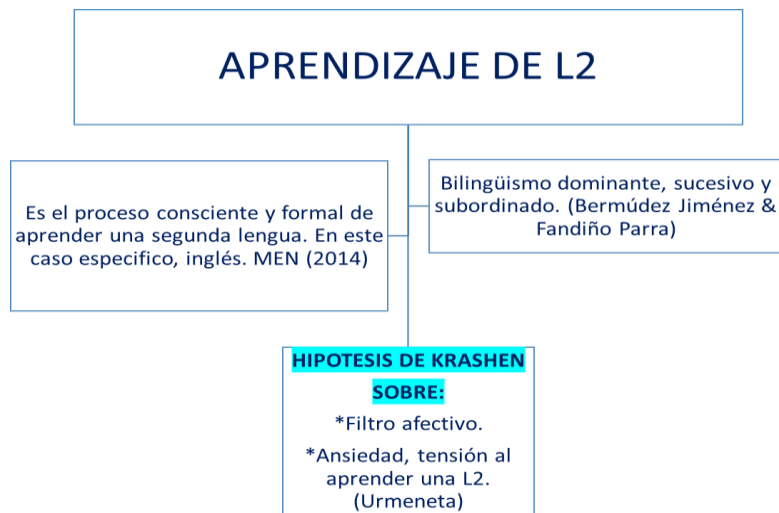 APRENDIZAJE DE L2
Es el proceso consciente y formal de
aprender una segunda lengua. En este
caso especifico, inglés. MEN (2014)
Bilingüismo dominante, sucesivo y
subordinado. (Bermúdez Jiménez &
Fandiño Parra)
HIPOTESIS DE KRASHEN
SOBRE:
*Filtro afectivo.
*Ansiedad, tensión al
aprender una L2.
(Urmeneta)